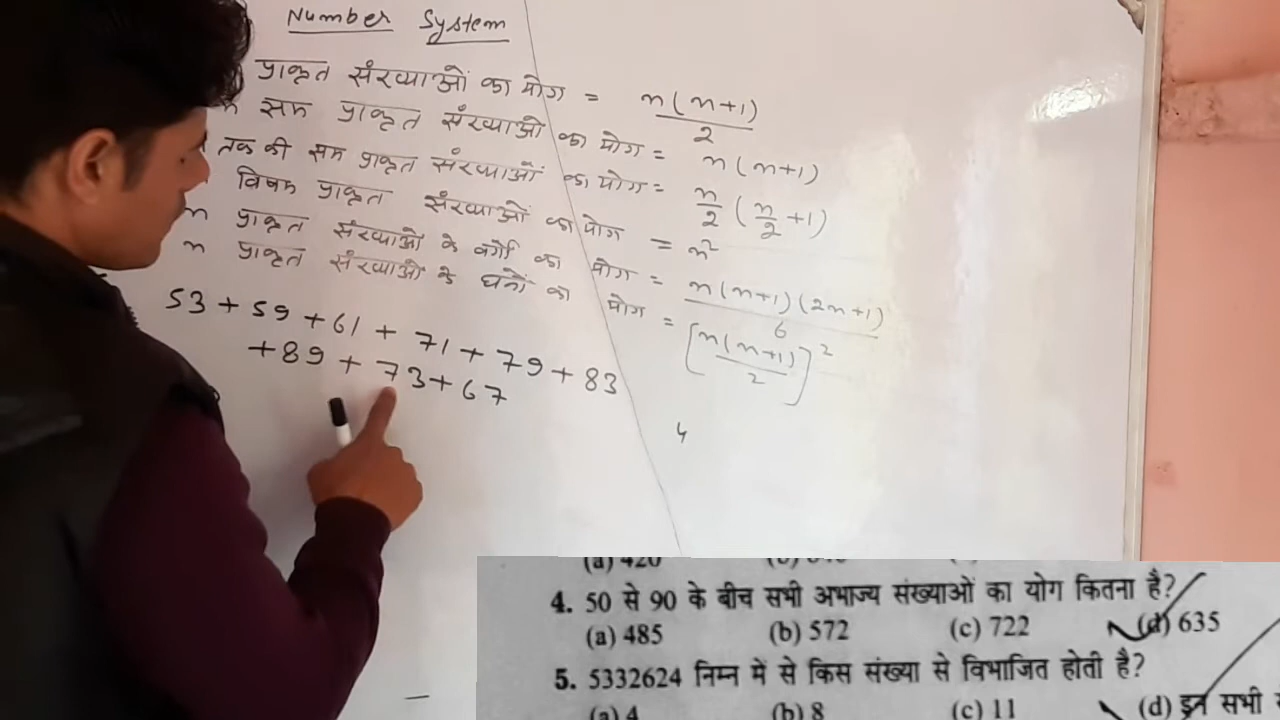 Number System
प्राकृत संख्याओं का योग = n(n+1)/2
n सम प्राकृत संख्याओं का योग = n(n+1)
तक की सम प्राकृत संख्याओं का योग = n/2 (n/2 +1)
विषम प्राकृत संख्याओं का योग = n²
n प्राकृत संख्याओं के वर्गों का योग = n(n+1)(2n+1)/6
n प्राकृत संख्याओं के घनों का योग = [n(n+1)/2]²
53 + 59 + 61 + 71 + 79 + 83
+ 89 + 73 + 67
4
(a) 420
4. 50 से 90 के बीच सभी अभाज्य संख्याओं का योग कितना है?
(a) 485 (b) 572 (c) 722 (d) 635
5. 5332624 निम्न में से किस संख्या से विभाजित होती है?
(a) 4 (b) 8 (c) 11 (d) इन सभी